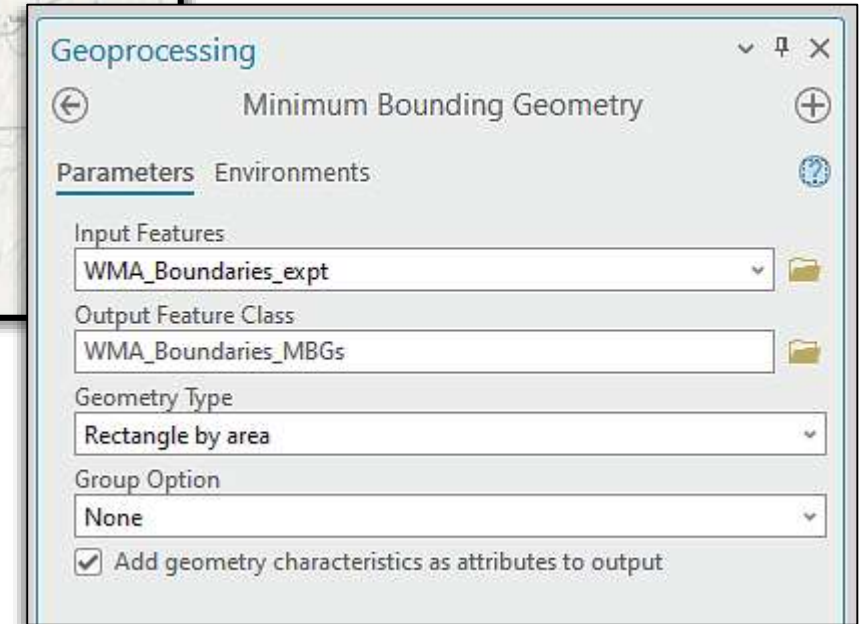 Geoprocessing
Minimum Bounding Geometry
Parameters Environments
Input Features
WMA_Boundaries_expt
Output Feature Class
WMA_Boundaries_MBGs
Geometry Type
Rectangle by area
Group Option
None
Add geometry characteristics as attributes to output